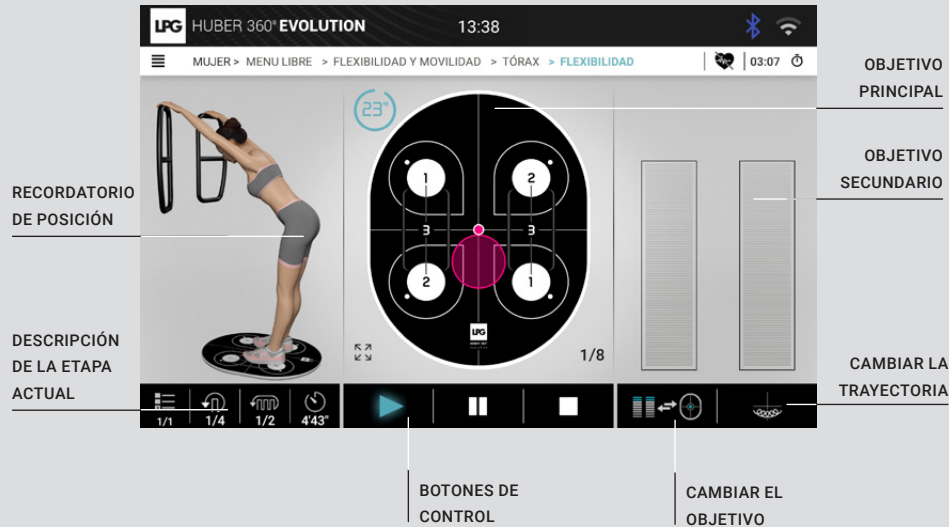 LPG HUBER 360° EVOLUTION 13:38
MUJER > MENU LIBRE > FLEXIBILIDAD Y MOVILIDAD > TÓRAX > FLEXIBILIDAD 03:07
OBJETIVO
PRINCIPAL
OBJETIVO
SECUNDARIO
RECORDATORIO
DE POSICIÓN
23"
1 2
3 3
2 1
LPG
1/8
DESCRIPCIÓN
DE LA ETAPA
ACTUAL
CAMBIAR LA
TRAYECTORIA
1/1 1/4 1/2 4'43"
BOTONES DE
CONTROL
CAMBIAR EL
OBJETIVO